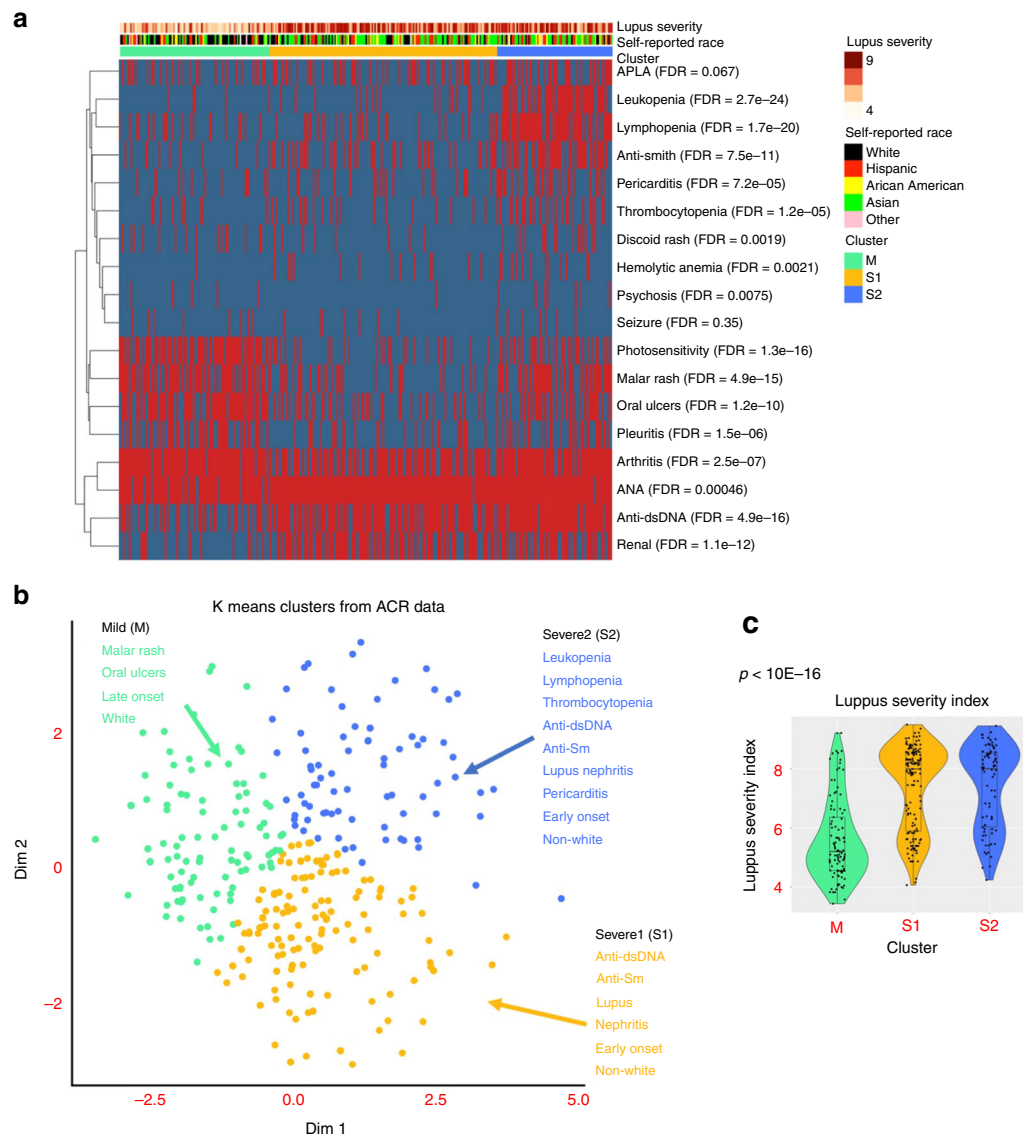 a
Lupus severity
Self-reported race
Cluster
APLA (FDR = 0.067)
Leukopenia (FDR = 2.7e–24)
Lymphopenia (FDR = 1.7e–20)
Anti-smith (FDR = 7.5e–11)
Pericarditis (FDR = 7.2e–05)
Thrombocytopenia (FDR = 1.2e–05)
Discoid rash (FDR = 0.0019)
Hemolytic anemia (FDR = 0.0021)
Psychosis (FDR = 0.0075)
Seizure (FDR = 0.35)
Photosensitivity (FDR = 1.3e–16)
Malar rash (FDR = 4.9e–15)
Oral ulcers (FDR = 1.2e–10)
Pleuritis (FDR = 1.5e–06)
Arthritis (FDR = 2.5e–07)
ANA (FDR = 0.00046)
Anti-dsDNA (FDR = 4.9e–16)
Renal (FDR = 1.1e–12)
Lupus severity
9
4
Self-reported race
White
Hispanic
Arican American
Asian
Other
Cluster
M
S1
S2
b
K means clusters from ACR data
Mild (M)
Malar rash
Oral ulcers
Late onset
White
Severe2 (S2)
Leukopenia
Lymphopenia
Thrombocytopenia
Anti-dsDNA
Anti-Sm
Lupus nephritis
Pericarditis
Early onset
Non-white
Severe1 (S1)
Anti-dsDNA
Anti-Sm
Lupus
Nephritis
Early onset
Non-white
Dim 2
2
0
–2
–2.5
0.0
2.5
5.0
Dim 1
c
p < 10E–16
Luppus severity index
Luppus severity index
8
6
4
M
S1
S2
Cluster